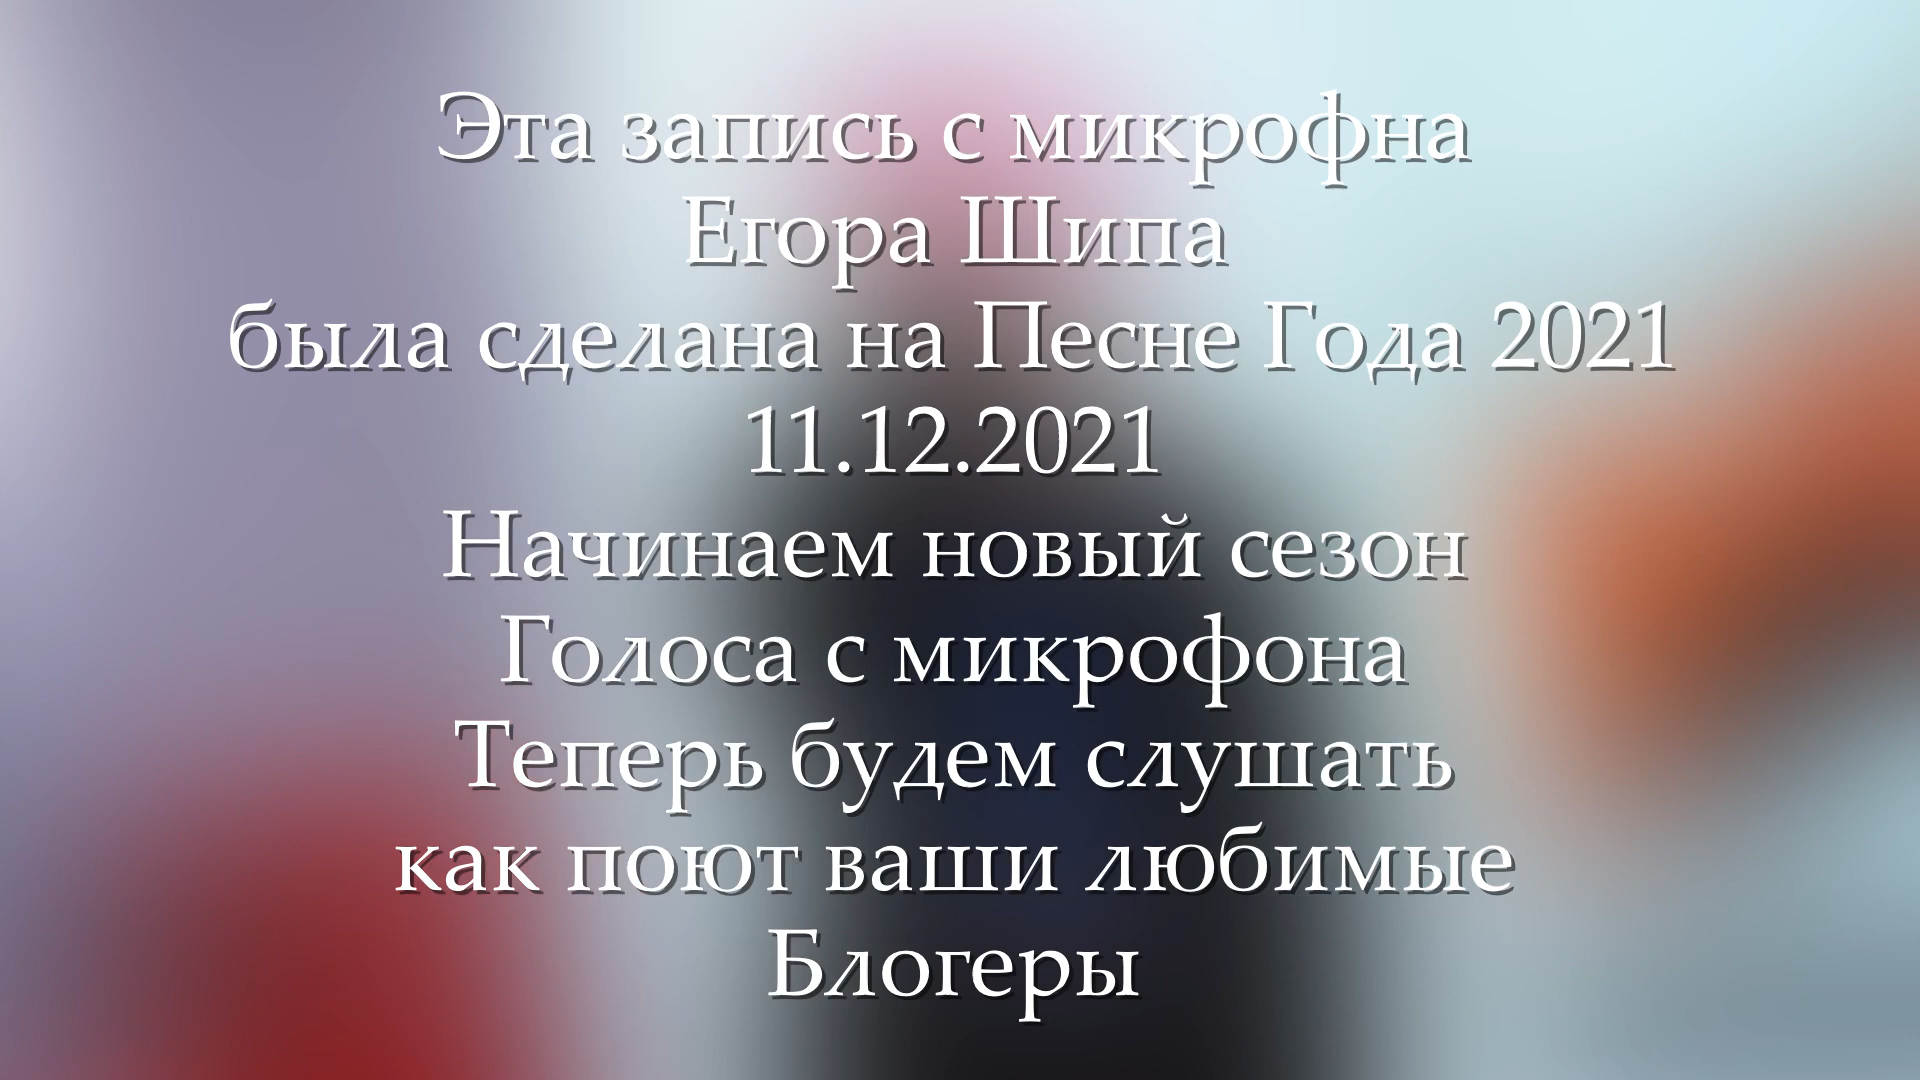 Эта запись с микрофна
Егора Шипа
была сделана на Песне Года 2021
11.12.2021
Начинаем новый сезон
Голоса с микрофона
Теперь будем слушать
как поют ваши любимые
Блогеры